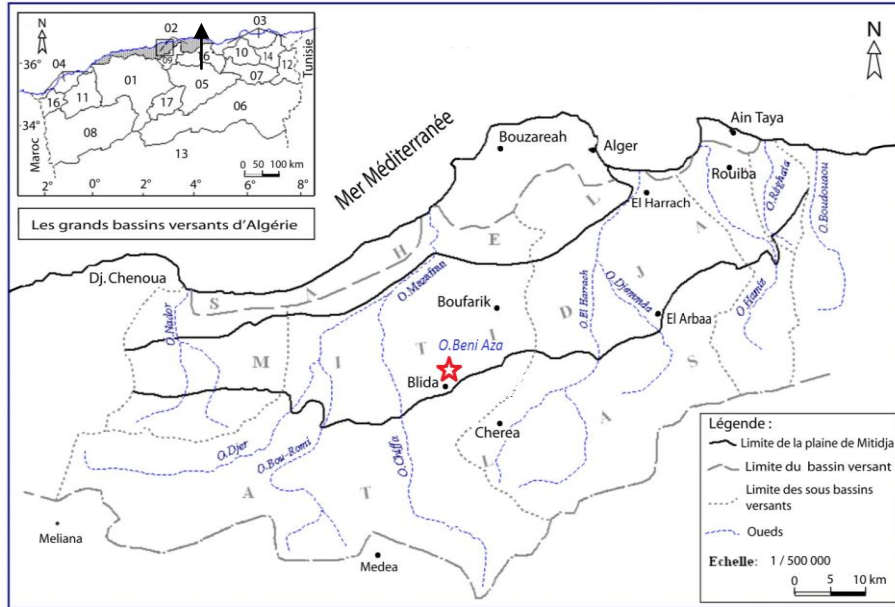 N
36°
34°
Maroc
Tunisie
02
03
04
16
10
14
12
09
01
05
07
16
11
17
06
08
13
0 50 100 km
2° 0° 2° 4° 6° 8° 10°
Les grands bassins versants d'Algérie
N
Mer Méditerranée
Bouzareah
Alger
Ain Taya
Rouiba
El Harrach
O.Réghaia
O.Boudouaou
Dj. Chenoua
S A H E L
O.Mazafran
O.Nador
Boufarik
O.El Harrach
O.Djemenda
O.Hamiz
El Arbaa
M I T I D J A
O.Beni Aza
Blida
Cherea
O.Djer
O.Bou-Romi
O.Chiffa
A T L A S
Meliana
Medea
Légende :
Limite de la plaine de Mitidja
Limite du bassin versant
Limite des sous bassins
versants
Oueds
Echelle: 1 / 500 000
0 5 10 km